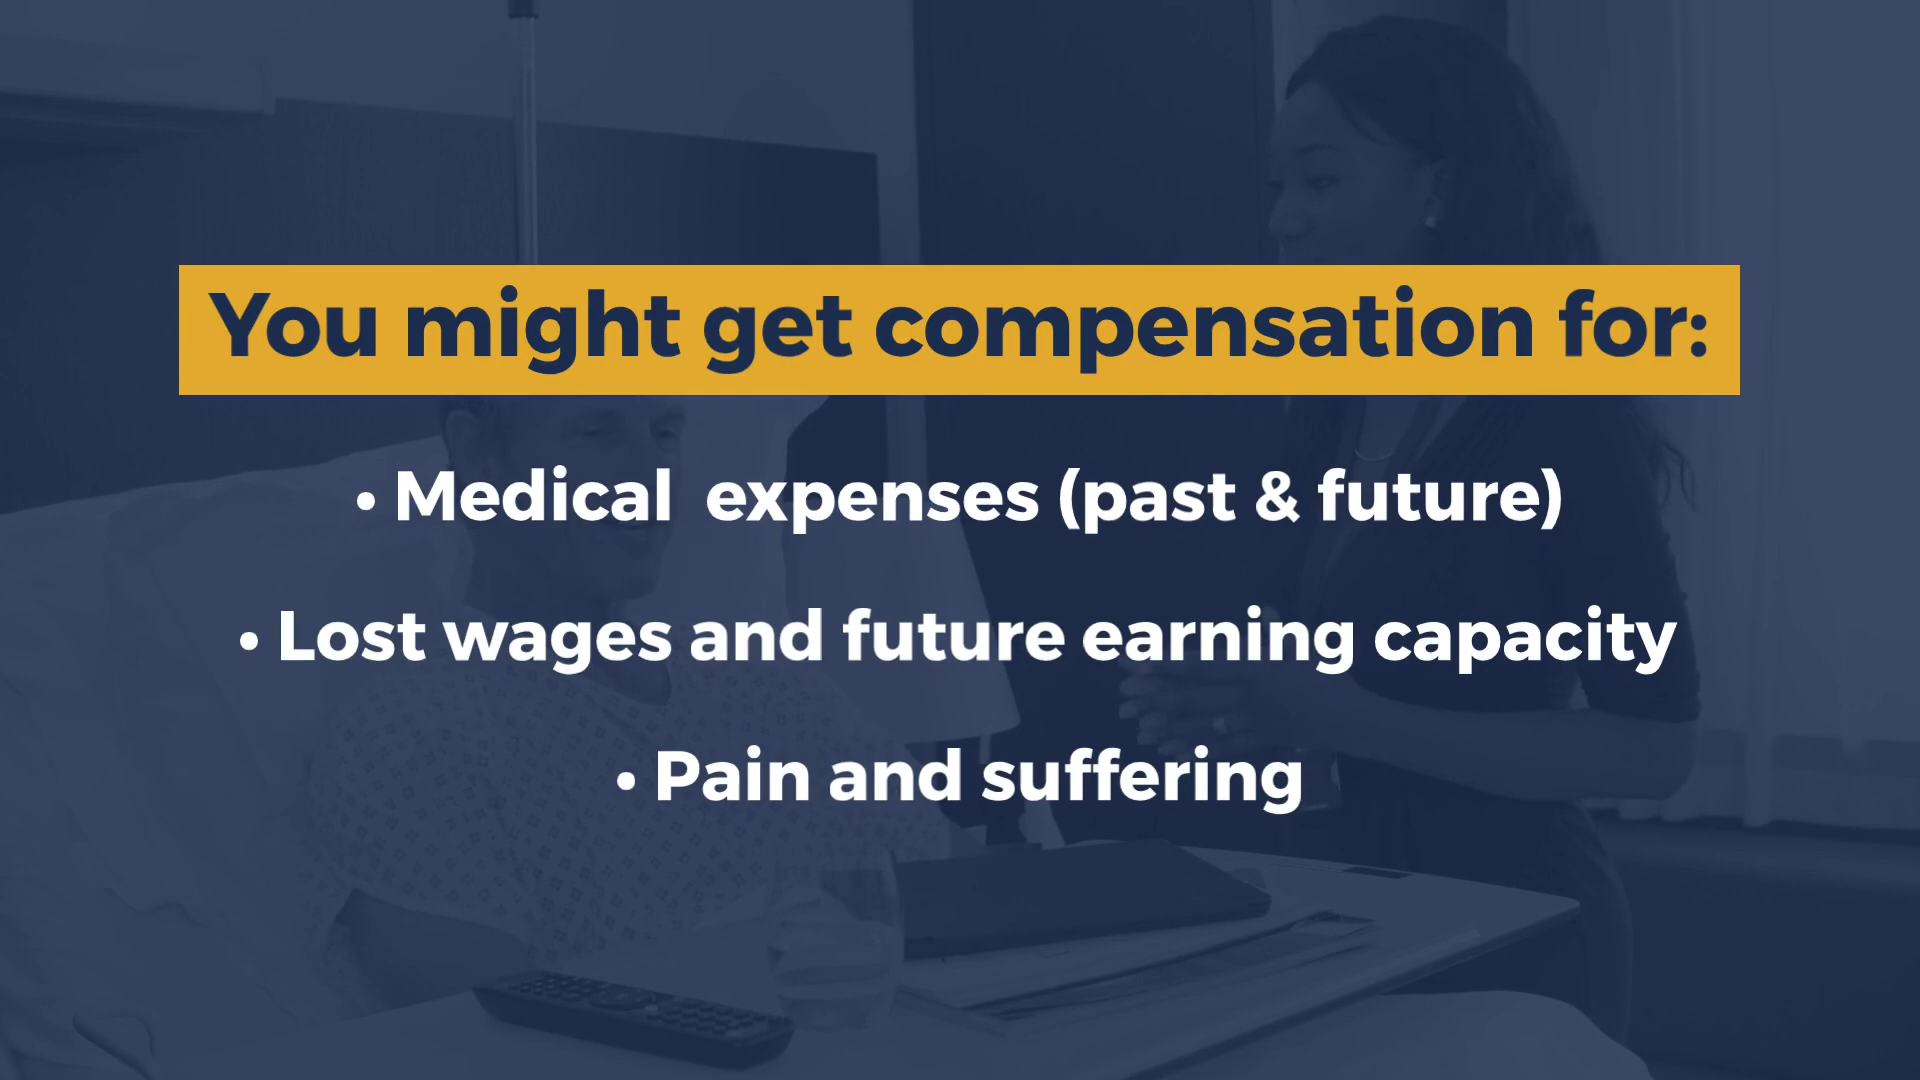 You might get compensation for:
• Medical  expenses (past & future)
• Lost wages and future earning capacity
• Pain and suffering